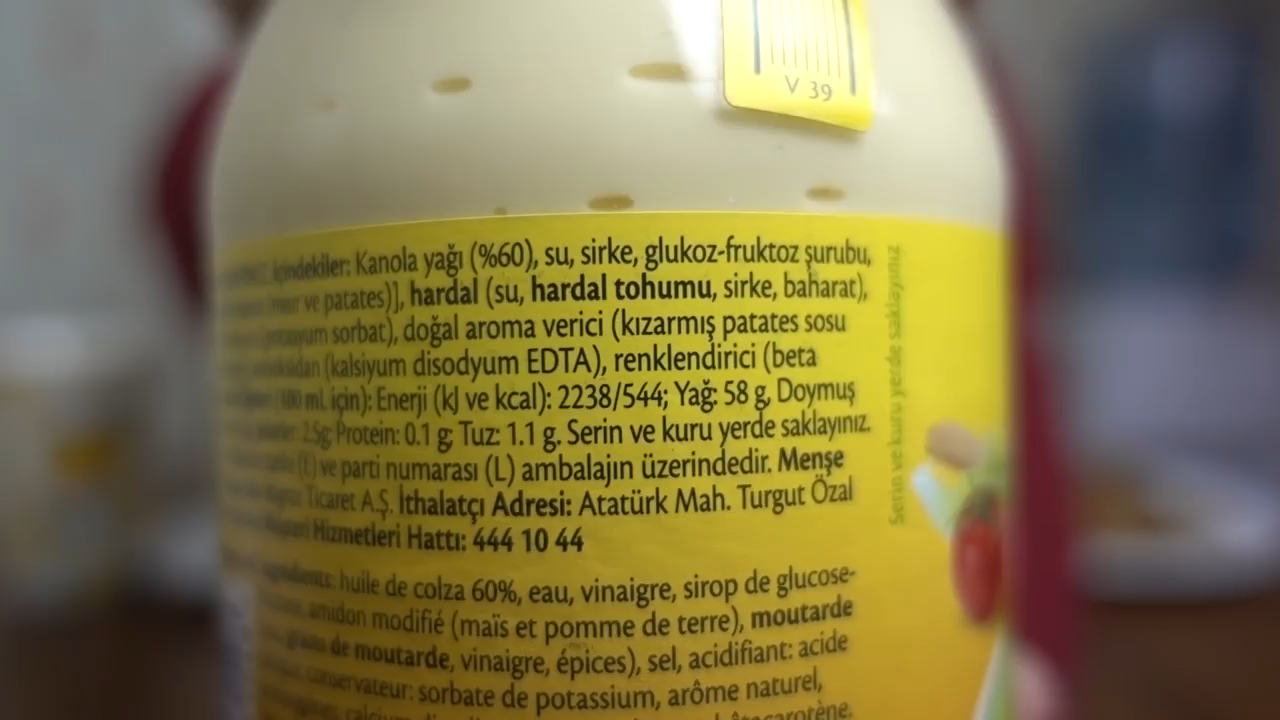 V 39
içindekiler: Kanola yağı (%60), su, sirke, glukoz-fruktoz şurubu,
ve patates)], hardal (su, hardal tohumu, sirke, baharat),
sorbat), doğal aroma verici (kızarmış patates sosu
(kalsiyum disodyum EDTA), renklendirici (beta
(100 mL için): Enerji (kJ ve kcal): 2238/544; Yağ: 58 g, Doymuş
2.5g; Protein: 0.1 g; Tuz: 1.1 g. Serin ve kuru yerde saklayınız.
(E) ve parti numarası (L) ambalajın üzerindedir. Menşe
Ticaret A.Ş. İthalatçı Adresi: Atatürk Mah. Turgut Özal
Hizmetleri Hattı: 444 10 44
huile de colza 60%, eau, vinaigre, sirop de glucose-
amidon modifié (maïs et pomme de terre), moutarde
de moutarde, vinaigre, épices), sel, acidifiant: acide
conservateur: sorbate de potassium, arôme naturel,
Serin ve kuru yerde saklayınız